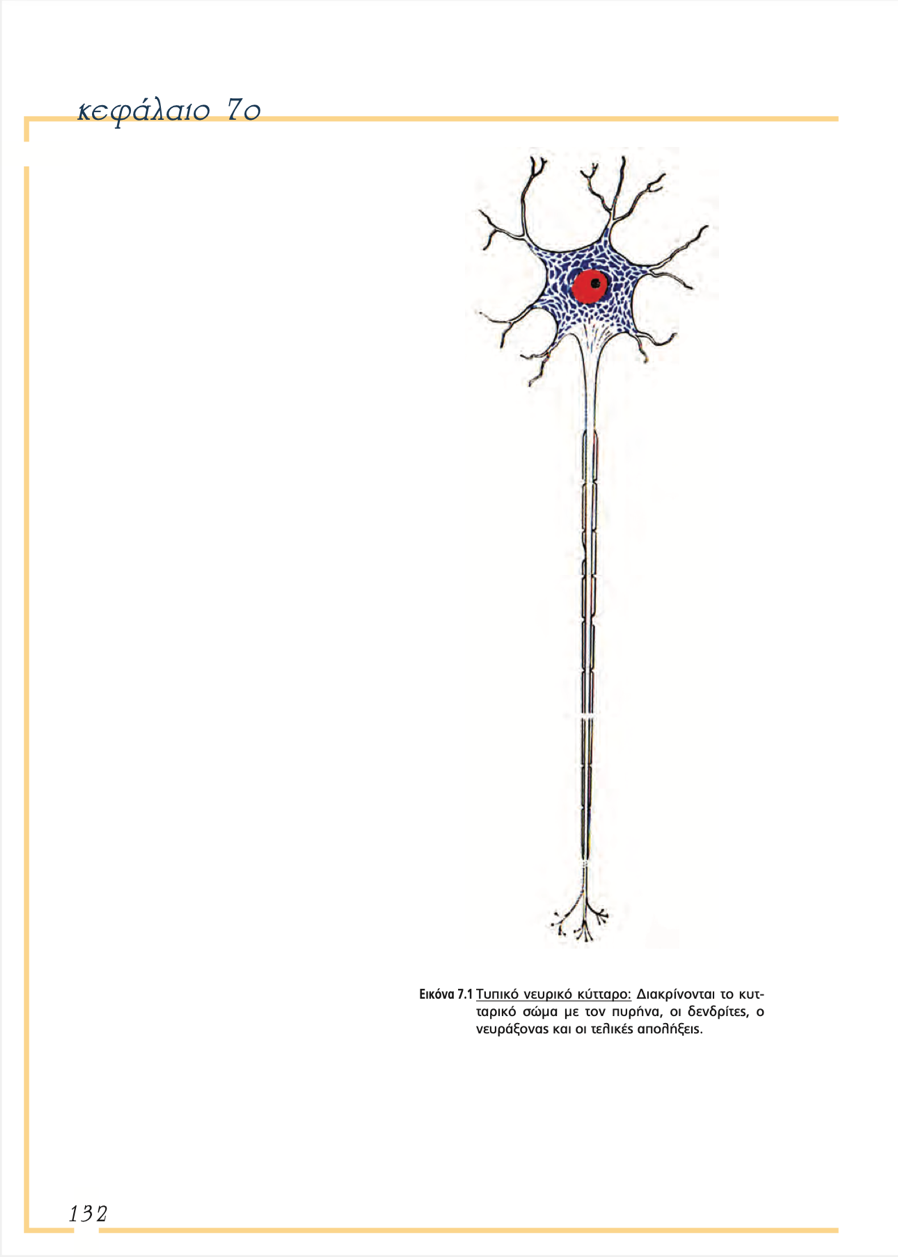 κεφάλαιο 7ο
Εικόνα 7.1 Τυπικό νευρικό κύτταρο: Διακρίνονται το κυτ-
ταρικό σώμα με τον πυρήνα, οι δενδρίτες, ο
νευράξονας και οι τελικές απολήξεις.
132